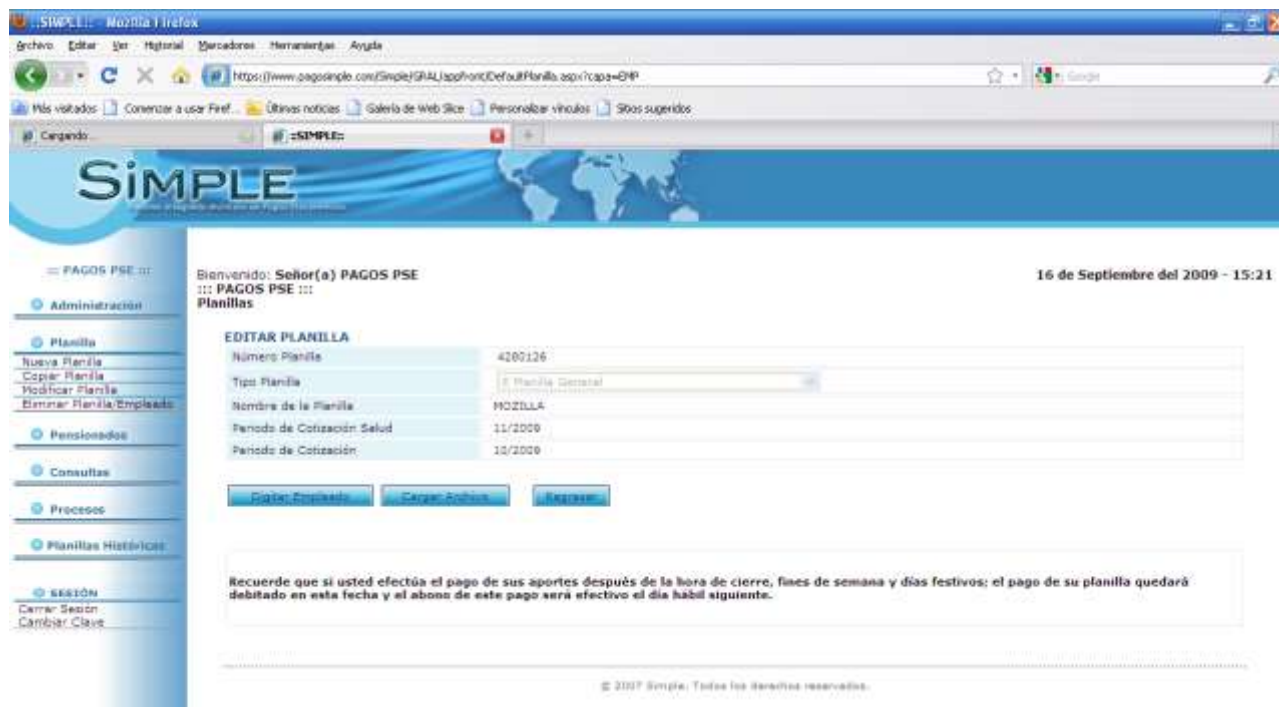 ::SIMPLE:: - Mozilla Firefox
Archivo Editar Ver Historial Marcadores Herramientas Ayuda
https://www.pagosimple.com/Simple/GRAL/appfront/DefaultPlanilla.aspx?capa=EMP
Google
Más visitados Comenzar a usar Firef... Últimas noticias Galería de Web Slice Personalizar vínculos Sitios sugeridos
Cargando... ::SIMPLE::
SiMPLE
::: PAGOS PSE :::
Administración
Planilla
Nueva Planilla
Copiar Planilla
Modificar Planilla
Eliminar Planilla/Empleado
Pensionados
Consultas
Procesos
Planillas Históricas
SESIÓN
Cerrar Sesión
Cambiar Clave
Bienvenido: Señor(a) PAGOS PSE
::: PAGOS PSE :::
Planillas
16 de Septiembre del 2009 - 15:21
EDITAR PLANILLA
Número Planilla 4280126
Tipo Planilla Planilla General
Nombre de la Planilla MOZILLA
Periodo de Cotización Salud 11/2009
Periodo de Cotización 10/2009
Digitar Empleado Cargar Archivo Regresar
Recuerde que si usted efectúa el pago de sus aportes después de la hora de cierre, fines de semana y días festivos; el pago de su planilla quedará
debitado en esta fecha y el abono de este pago será efectivo el día hábil siguiente.
© 2007 Simple. Todos los derechos reservados.